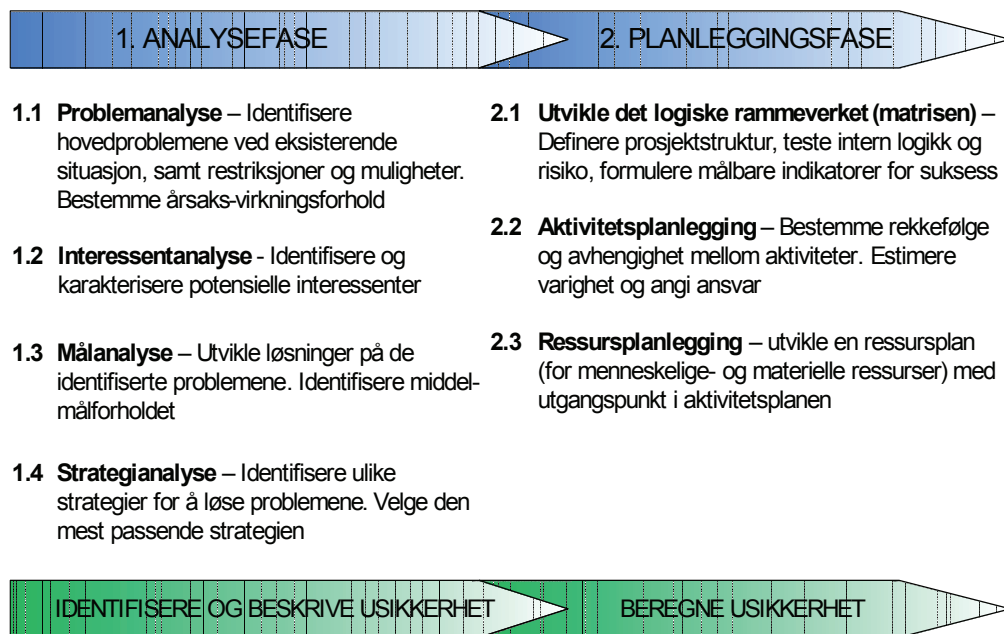 1. ANALYSEFASE
2. PLANLEGGINGSFASE
1.1 Problemanalyse – Identifisere
hovedproblemene ved eksisterende
situasjon, samt restriksjoner og muligheter.
Bestemme årsaks-virkningsforhold
1.2 Interessentanalyse - Identifisere og
karakterisere potensielle interessenter
1.3 Målanalyse – Utvikle løsninger på de
identifiserte problemene. Identifisere middel-
målforholdet
1.4 Strategianalyse – Identifisere ulike
strategier for å løse problemene. Velge den
mest passende strategien
2.1 Utvikle det logiske rammeverket (matrisen) –
Definere prosjektstruktur, teste intern logikk og
risiko, formulere målbare indikatorer for suksess
2.2 Aktivitetsplanlegging – Bestemme rekkefølge
og avhengighet mellom aktiviteter. Estimere
varighet og angi ansvar
2.3 Ressursplanlegging – utvikle en ressursplan
(for menneskelige- og materielle ressurser) med
utgangspunkt i aktivitetsplanen
IDENTIFISERE OG BESKRIVE USIKKERHET
BEREGNE USIKKERHET